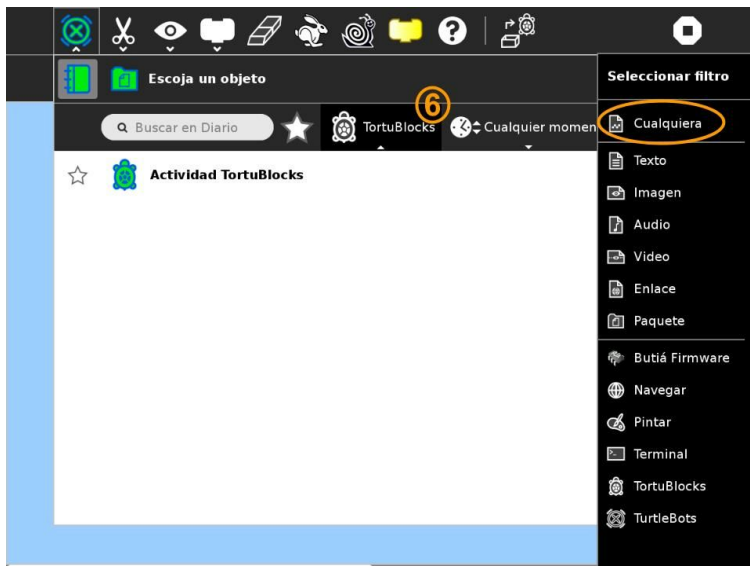 Escoja un objeto
Seleccionar filtro
6
Buscar en Diario
TortuBlocks
Cualquier momen
Actividad TortuBlocks
Cualquiera
Texto
Imagen
Audio
Video
Enlace
Paquete
Butiá Firmware
Navegar
Pintar
Terminal
TortuBlocks
TurtleBots